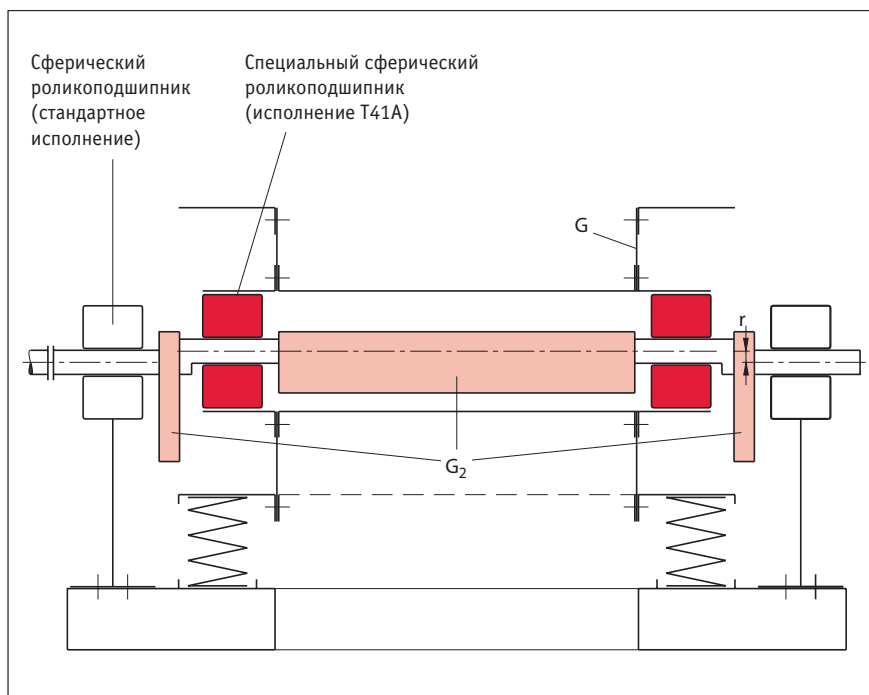 Сферический
роликоподшипник
(стандартное
исполнение)
Специальный сферический
роликоподшипник
(исполнение T41A)
G
r
G₂